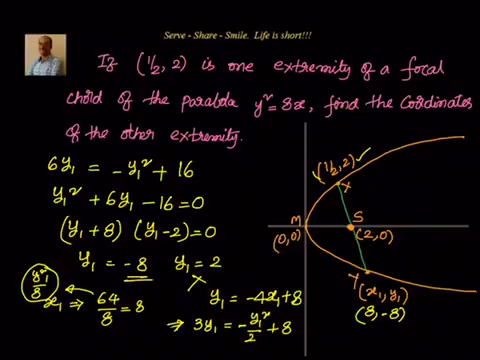 Serve - Share - Smile. Life is short!!!
If (1/2, 2) is one extremity of a focal
chord of the parabola y² = 8x, find the coordinates
of the other extremity.
6y₁ = -y₁² + 16
y₁² + 6y₁ - 16 = 0
(y₁ + 8) (y₁ - 2) = 0
y₁ = -8 y₁ = 2
y₁²/8
x₁ ⇒ 64/8 = 8
y₁ = -4x₁ + 8
⇒ 3y₁ = -y₁²/2 + 8
(1/2, 2) ✓
X
M
(0,0)
S
(2,0)
Y
(x₁, y₁)
(8, -8)